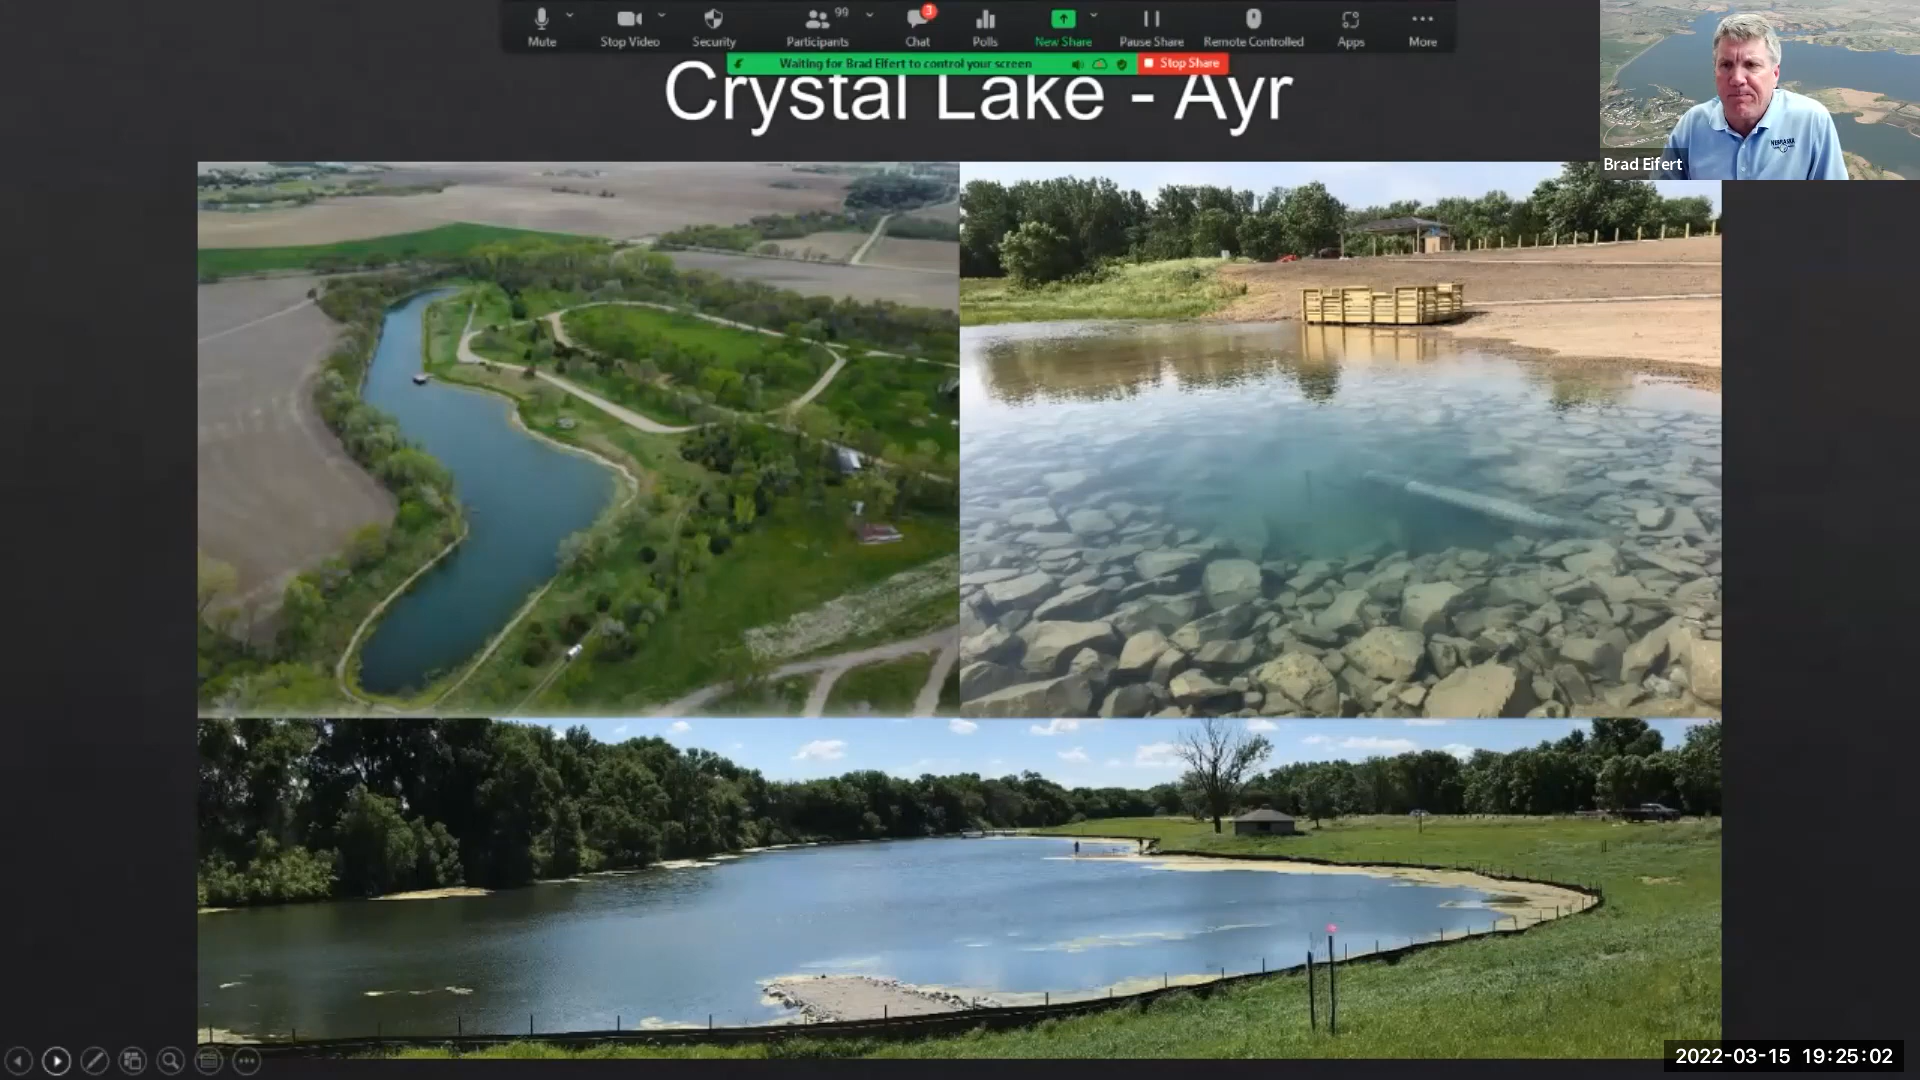 99
3
Mute
Stop Video
Security
Participants
Chat
Polls
New Share
Pause Share
Remote Controlled
Apps
More
Waiting for Brad Eifert to control your screen
Stop Share
Crystal Lake - Ayr
NEBRASKA
Brad Eifert
2022-03-15 19:25:02